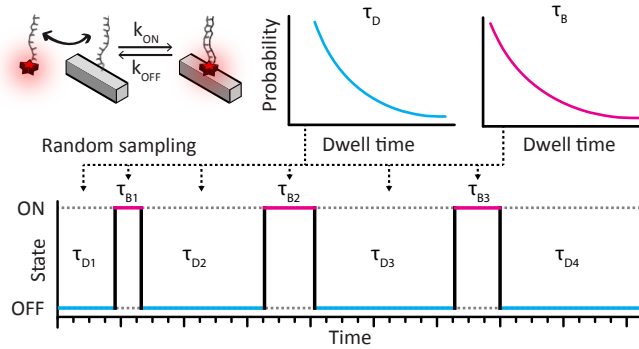 k_ON
k_OFF
τ_D
Probability
Dwell time
τ_B
Dwell time
Random sampling
τ_B1
τ_B2
τ_B3
ON
State
OFF
τ_D1
τ_D2
τ_D3
τ_D4
Time